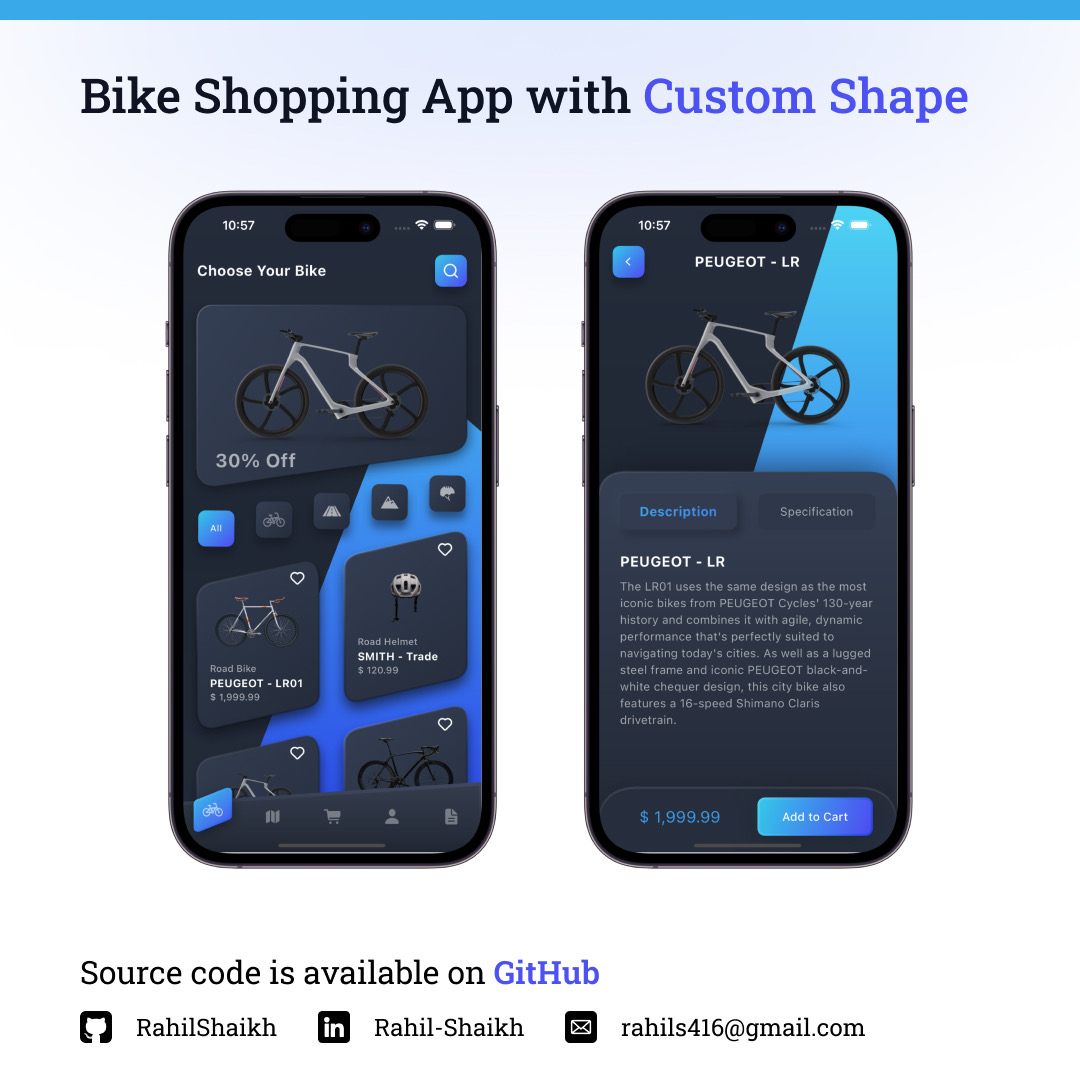 Bike Shopping App with Custom Shape
10:57
Choose Your Bike
30% Off
All
Road Bike
PEUGEOT - LR01
$ 1,999.99
Road Helmet
SMITH - Trade
$ 120.99
10:57
PEUGEOT - LR
Description
Specification
PEUGEOT - LR
The LR01 uses the same design as the most
iconic bikes from PEUGEOT Cycles' 130-year
history and combines it with agile, dynamic
performance that's perfectly suited to
navigating today's cities. As well as a lugged
steel frame and iconic PEUGEOT black-and-
white chequer design, this city bike also
features a 16-speed Shimano Claris
drivetrain.
$ 1,999.99
Add to Cart
Source code is available on GitHub
RahilShaikh
in
Rahil-Shaikh
rahils416@gmail.com